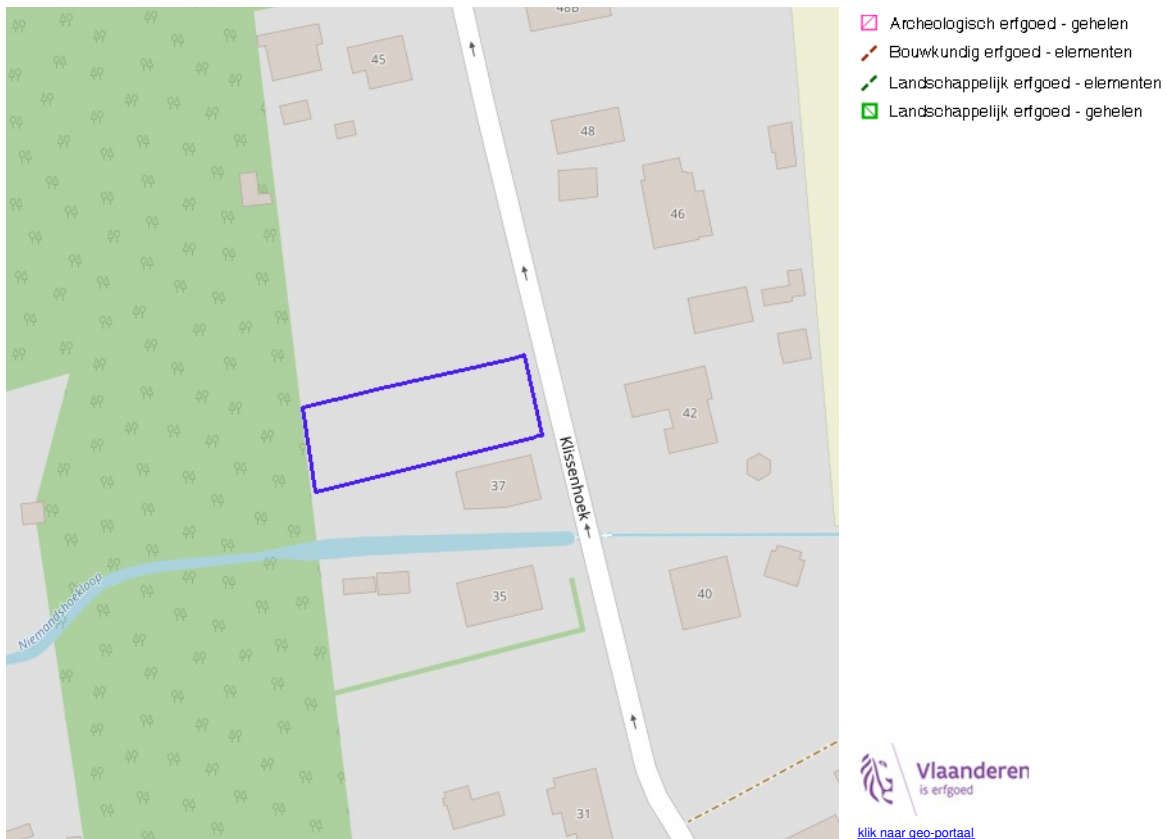 48B
45
48
46
42
Klissenhoek
37
35
40
Niemandshoekloop
31
Archeologisch erfgoed - gehelen
Bouwkundig erfgoed - elementen
Landschappelijk erfgoed - elementen
Landschappelijk erfgoed - gehelen
Vlaanderen
is erfgoed
klik naar geo-portaal